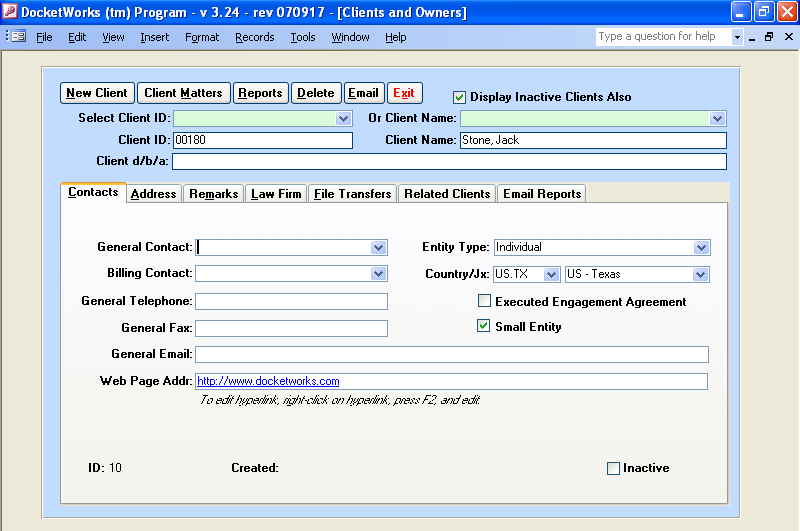 DocketWorks (tm) Program - v 3.24 - rev 070917 - [Clients and Owners]
File Edit View Insert Format Records Tools Window Help Type a question for help
New Client Client Matters Reports Delete Email Exit Display Inactive Clients Also
Select Client ID: Or Client Name:
Client ID: 00180 Client Name: Stone, Jack
Client d/b/a:
Contacts Address Remarks Law Firm File Transfers Related Clients Email Reports
General Contact: Entity Type: Individual
Billing Contact: Country/Jx: US.TX US - Texas
General Telephone: Executed Engagement Agreement
General Fax: Small Entity
General Email:
Web Page Addr: http://www.docketworks.com
To edit hyperlink, right-click on hyperlink, press F2, and edit.
ID: 10 Created: Inactive